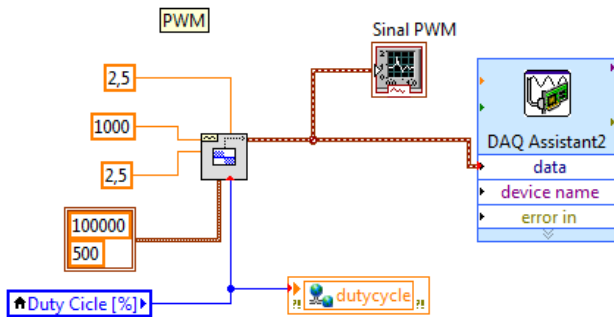 PWM
Sinal PWM
2,5
1000
2,5
100000
500
Duty Cicle [%]
dutycycle
DAQ Assistant2
data
device name
error in